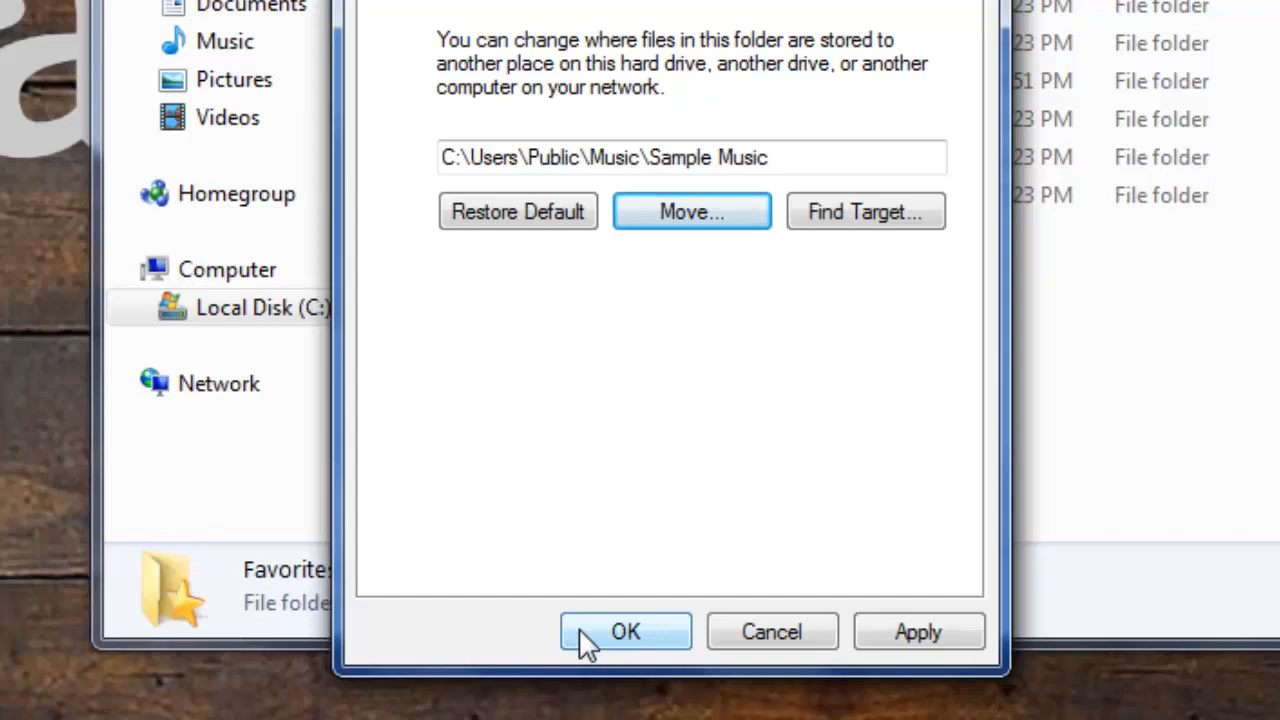 Documents
Music
Pictures
Videos
Homegroup
Computer
Local Disk (C:)
Network
Favorites
File folde
You can change where files in this folder are stored to
another place on this hard drive, another drive, or another
computer on your network.
C:\Users\Public\Music\Sample Music
Restore Default
Move...
Find Target...
OK
Cancel
Apply
23 PM File folder
23 PM File folder
51 PM File folder
23 PM File folder
23 PM File folder
23 PM File folder